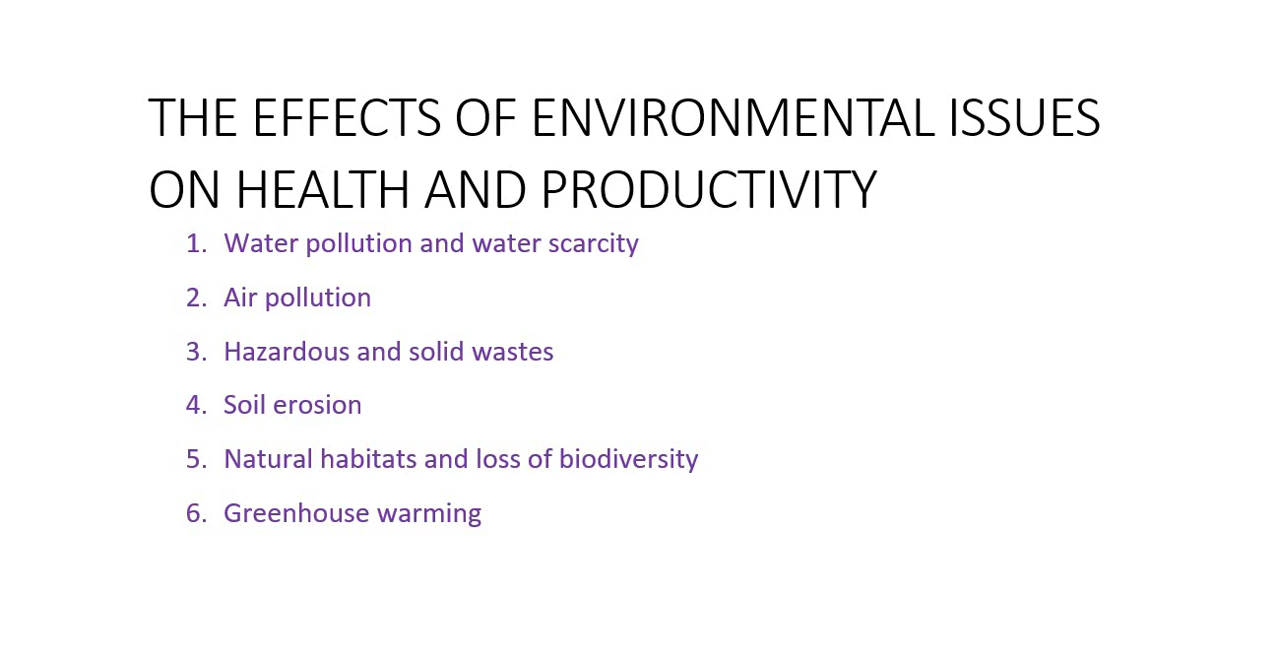 THE EFFECTS OF ENVIRONMENTAL ISSUES
ON HEALTH AND PRODUCTIVITY
1. Water pollution and water scarcity
2. Air pollution
3. Hazardous and solid wastes
4. Soil erosion
5. Natural habitats and loss of biodiversity
6. Greenhouse warming